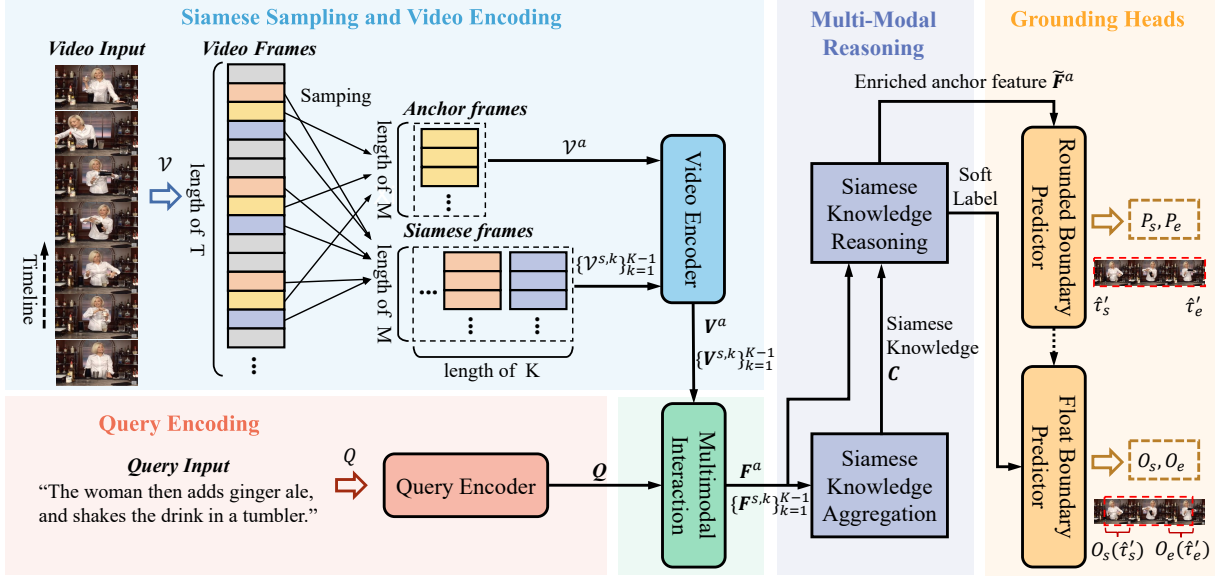 Siamese Sampling and Video Encoding
Video Input
Timeline
𝒱
Video Frames
length of T
Samping
Anchor frames
length of M
𝒱ᵃ
Siamese frames
length of M
{𝒱^{s,k}}_{k=1}^{K−1}
length of K
Video Encoder
V^a
{V^{s,k}}_{k=1}^{K−1}
Query Encoding
Query Input
“The woman then adds ginger ale,
and shakes the drink in a tumbler.”
Q
Query Encoder
Q
Multimodal
Interaction
F^a
{F^{s,k}}_{k=1}^{K−1}
Multi-Modal
Reasoning
Siamese
Knowledge
Reasoning
Siamese
Knowledge
C
Siamese
Knowledge
Aggregation
Enriched anchor feature F̃^a
Soft
Label
Grounding Heads
Rounded Boundary
Predictor
P_s, P_e
t̂′_s
t̂′_e
Float Boundary
Predictor
O_s, O_e
O_s(t̂′_s)
O_e(t̂′_e)